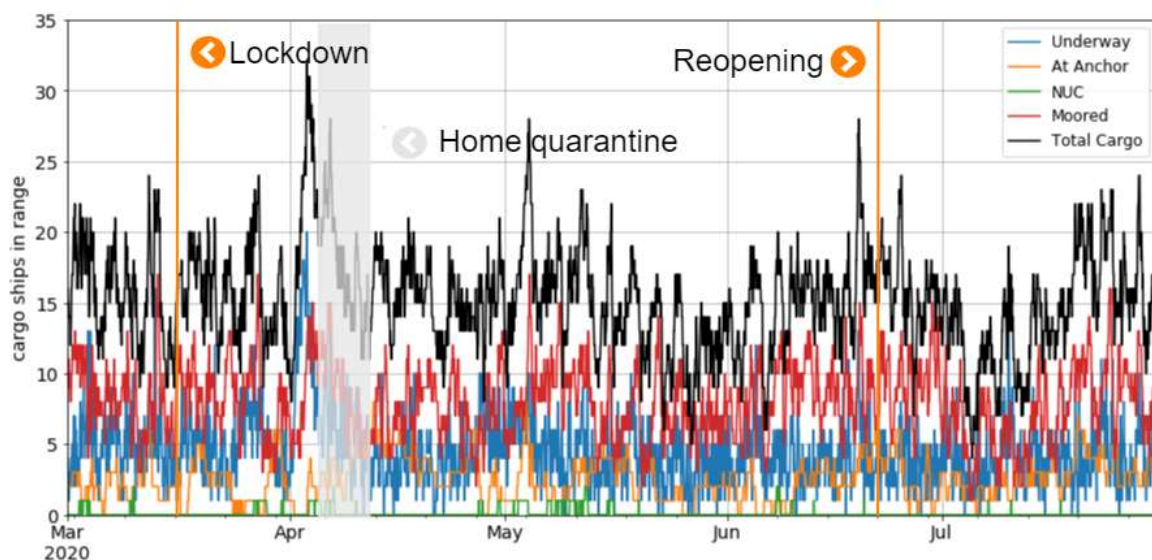 35
30
25
20
15
10
5
0
cargo ships in range
Lockdown
Home quarantine
Reopening
Underway
At Anchor
NUC
Moored
Total Cargo
Mar
2020
Apr
May
Jun
Jul